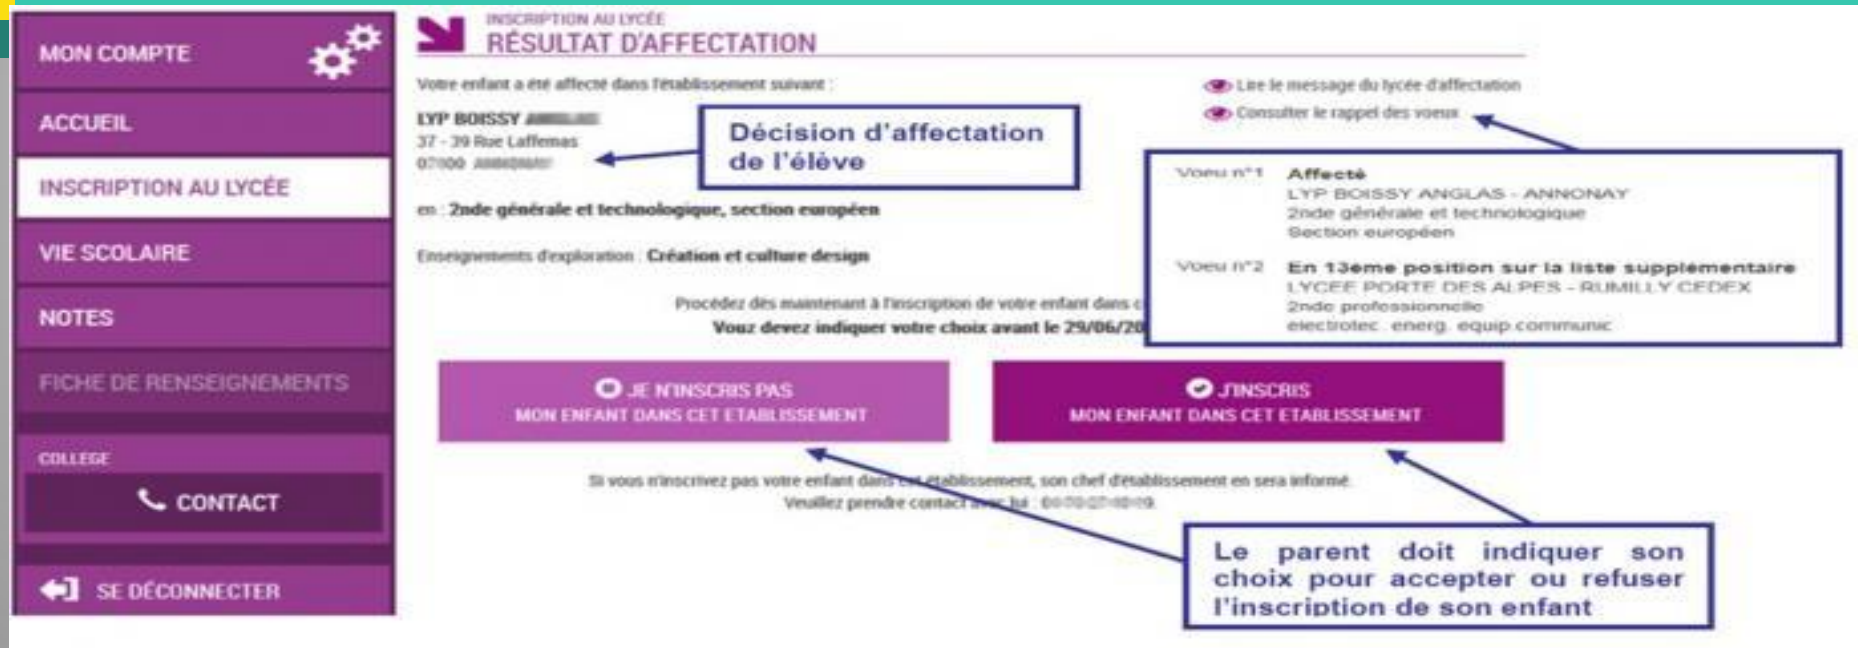 MON COMPTE
ACCUEIL
INSCRIPTION AU LYCÉE
VIE SCOLAIRE
NOTES
FICHE DE RENSEIGNEMENTS
COLLEGE
CONTACT
SE DÉCONNECTER
INSCRIPTION AU LYCÉE
RÉSULTAT D'AFFECTATION
Votre enfant a été affecté dans l'établissement suivant :
LYP BOISSY
37 - 39 Rue Laffemas
en : 2nde générale et technologique, section européen
Enseignements d'exploration : Création et culture design
Décision d'affectation
de l'élève
Lire le message du lycée d'affectation
Consulter le rappel des voeux
Voeu n°1 Affecté
LYP BOISSY ANGLAS - ANNONAY
2nde générale et technologique
Section européen
Voeu n°2 En 13ème position sur la liste supplémentaire
LYCEE PORTE DES ALPES - RUMILLY CEDEX
2nde professionnelle
electrotec. energ. equip.communic
Procédez dès maintenant à l'inscription de votre enfant dans
Vouz devez indiquer votre choix avant le 29/06/20
JE N'INSCRIS PAS
MON ENFANT DANS CET ETABLISSEMENT
J'INSCRIS
MON ENFANT DANS CET ETABLISSEMENT
Si vous n'inscrivez pas votre enfant dans cet établissement, son chef d'établissement en sera informé.
Veuillez prendre contact avec lui :
Le parent doit indiquer son
choix pour accepter ou refuser
l'inscription de son enfant